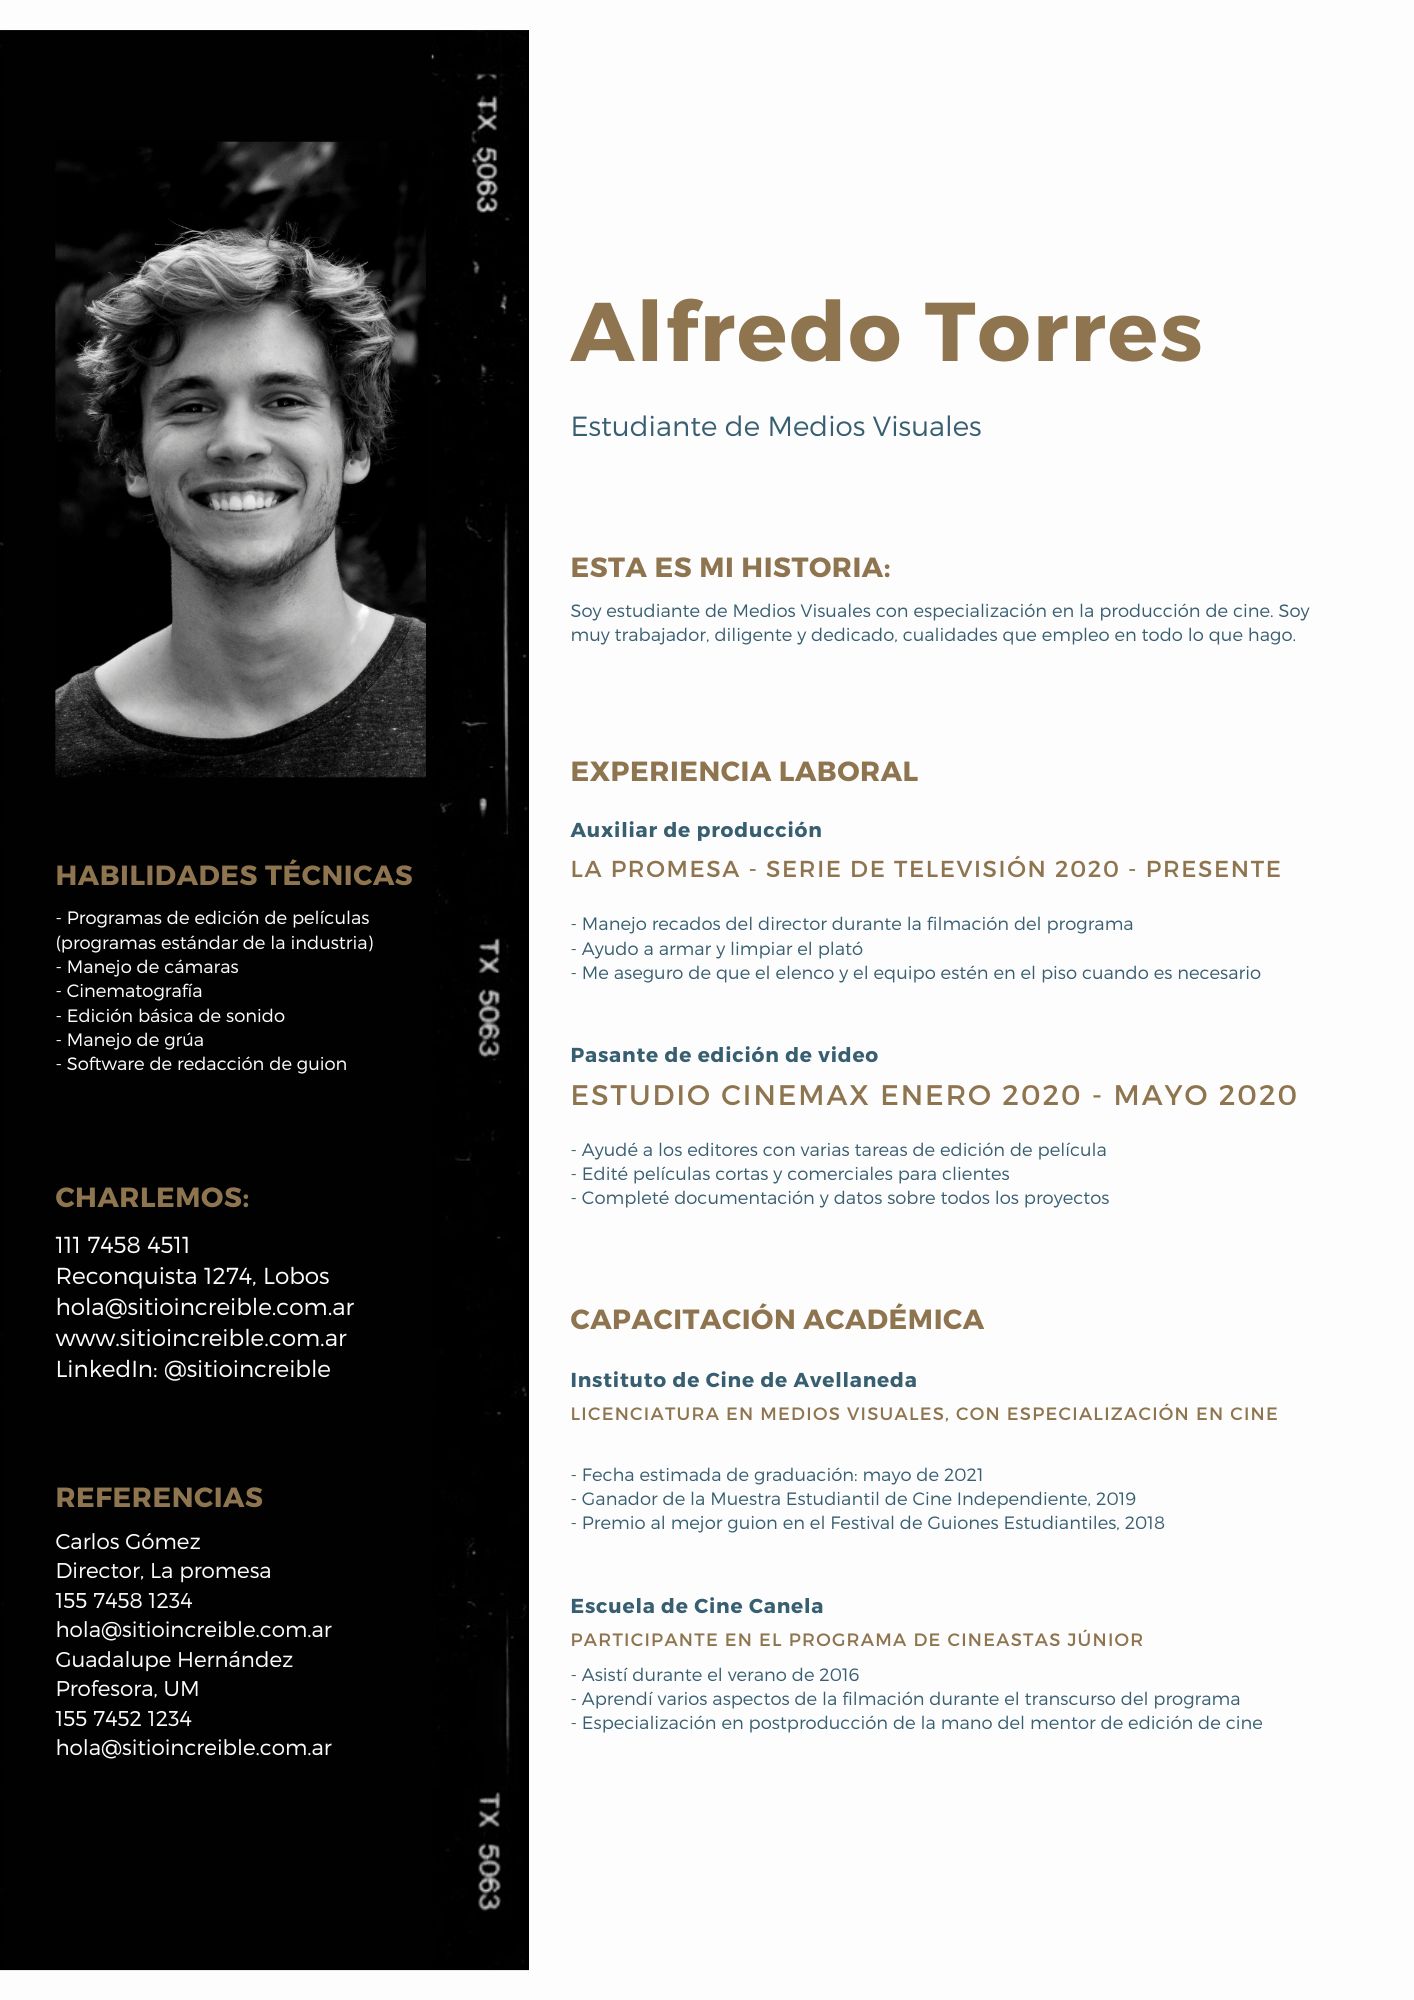 TX 5063
Alfredo Torres
Estudiante de Medios Visuales
ESTA ES MI HISTORIA:
Soy estudiante de Medios Visuales con especialización en la producción de cine. Soy
muy trabajador, diligente y dedicado, cualidades que empleo en todo lo que hago.
EXPERIENCIA LABORAL
Auxiliar de producción
LA PROMESA - SERIE DE TELEVISIÓN 2020 - PRESENTE
- Manejo recados del director durante la filmación del programa
- Ayudo a armar y limpiar el plató
- Me aseguro de que el elenco y el equipo estén en el piso cuando es necesario
Pasante de edición de video
ESTUDIO CINEMAX ENERO 2020 - MAYO 2020
- Ayudé a los editores con varias tareas de edición de película
- Edité películas cortas y comerciales para clientes
- Completé documentación y datos sobre todos los proyectos
CAPACITACIÓN ACADÉMICA
Instituto de Cine de Avellaneda
LICENCIATURA EN MEDIOS VISUALES, CON ESPECIALIZACIÓN EN CINE
- Fecha estimada de graduación: mayo de 2021
- Ganador de la Muestra Estudiantil de Cine Independiente, 2019
- Premio al mejor guion en el Festival de Guiones Estudiantiles, 2018
Escuela de Cine Canela
PARTICIPANTE EN EL PROGRAMA DE CINEASTAS JÚNIOR
- Asistí durante el verano de 2016
- Aprendí varios aspectos de la filmación durante el transcurso del programa
- Especialización en postproducción de la mano del mentor de edición de cine
HABILIDADES TÉCNICAS
- Programas de edición de películas
(programas estándar de la industria)
- Manejo de cámaras
- Cinematografía
- Edición básica de sonido
- Manejo de grúa
- Software de redacción de guion
TX 5063
CHARLEMOS:
111 7458 4511
Reconquista 1274, Lobos
hola@sitioincreible.com.ar
www.sitioincreible.com.ar
LinkedIn: @sitioincreible
REFERENCIAS
Carlos Gómez
Director, La promesa
155 7458 1234
hola@sitioincreible.com.ar
Guadalupe Hernández
Profesora, UM
155 7452 1234
hola@sitioincreible.com.ar
TX 5063